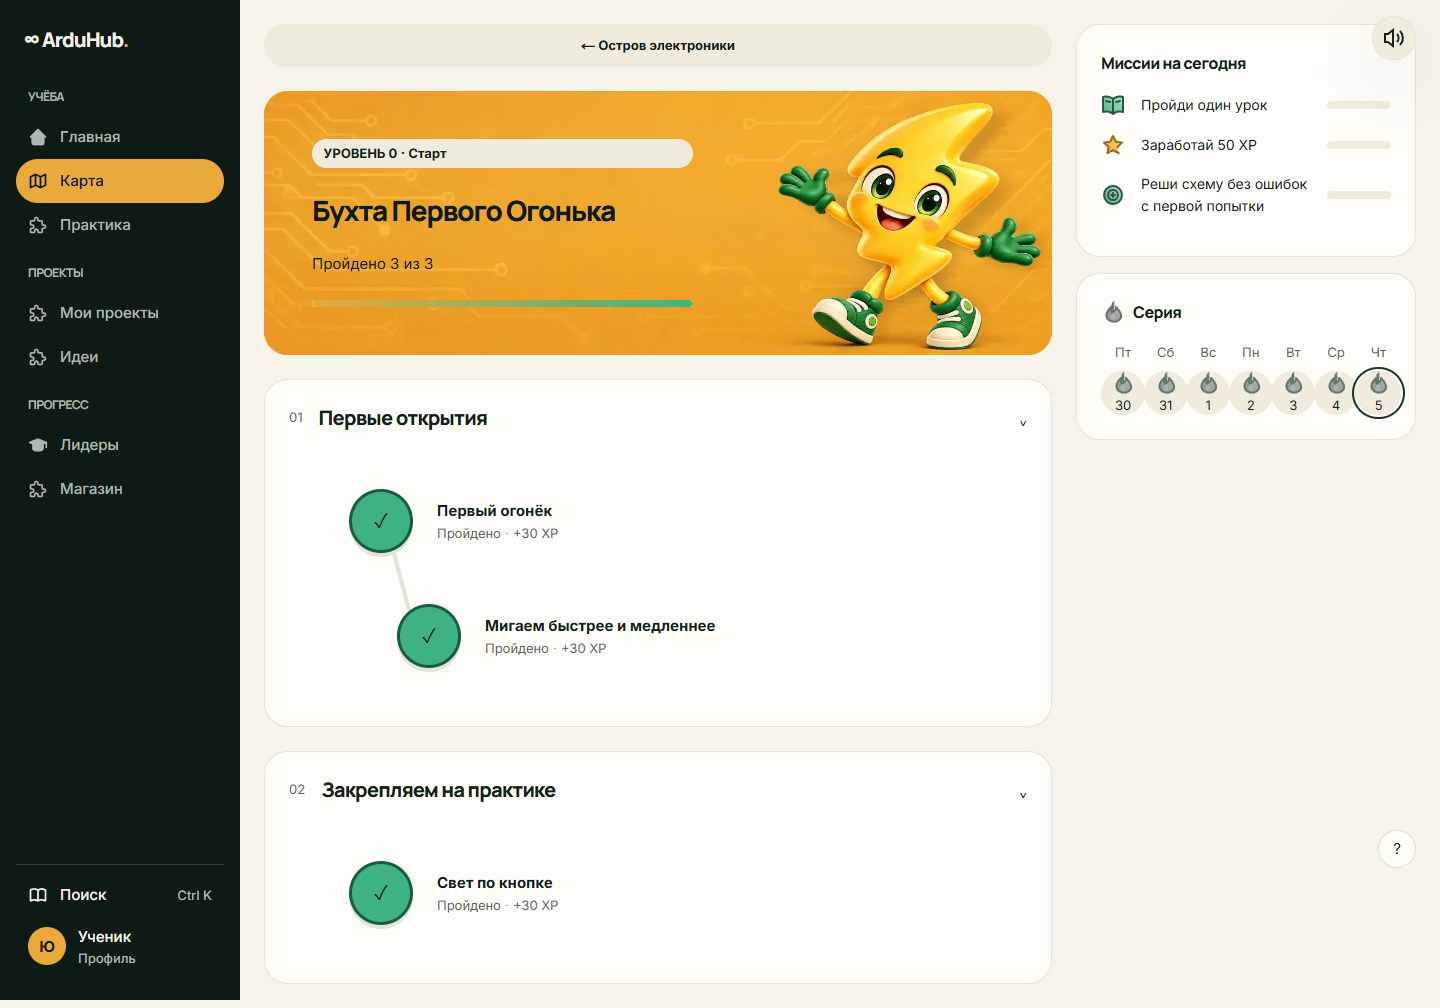 ArduHub.
УЧЁБА
Главная
Карта
Практика
ПРОЕКТЫ
Мои проекты
Идеи
ПРОГРЕСС
Лидеры
Магазин
Поиск
Ctrl K
Ю
Ученик
Профиль
← Остров электроники
УРОВЕНЬ 0 · Старт
Бухта Первого Огонька
Пройдено 3 из 3
01 Первые открытия
✓
Первый огонёк
Пройдено · +30 XP
✓
Мигаем быстрее и медленнее
Пройдено · +30 XP
02 Закрепляем на практике
✓
Свет по кнопке
Пройдено · +30 XP
Миссии на сегодня
Пройди один урок
Заработай 50 XP
Реши схему без ошибок
с первой попытки
Серия
Пт Сб Вс Пн Вт Ср Чт
30 31 1 2 3 4 5
?